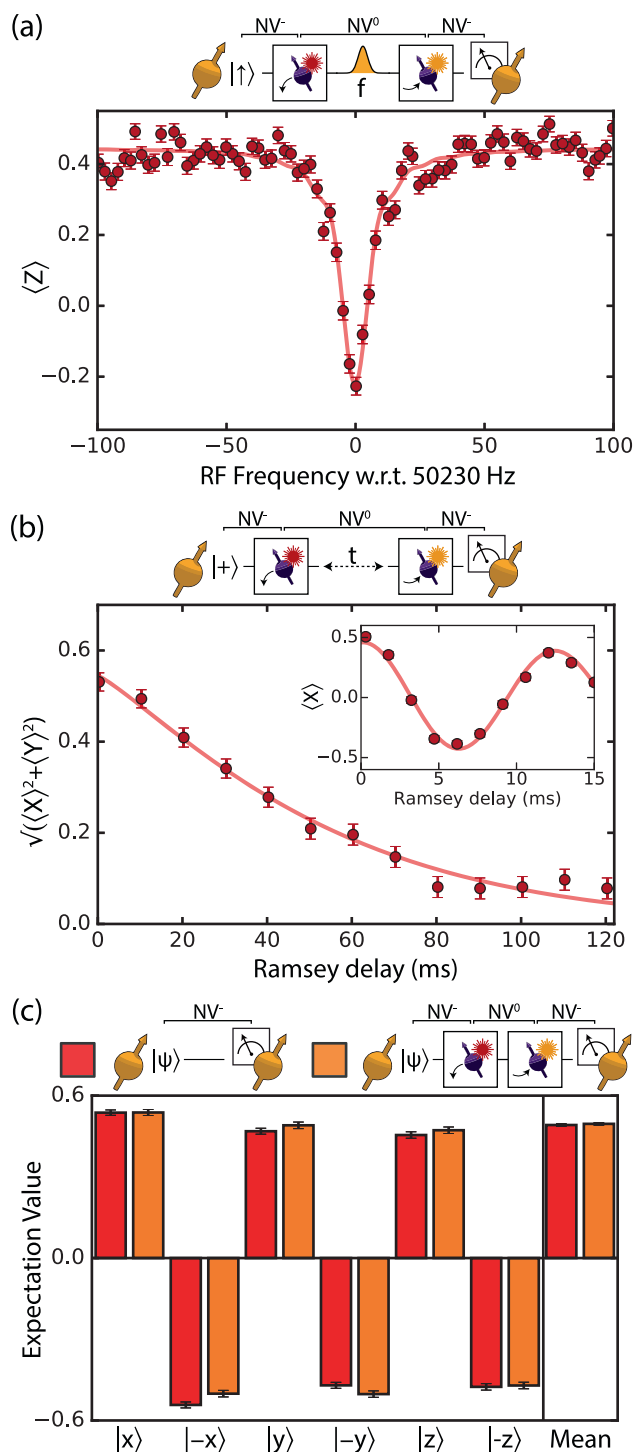 (a)
NV⁻ NV⁰ NV⁻
|↑⟩
f
⟨Z⟩
0.4
0.2
0.0
−0.2
−100 −50 0 50 100
RF Frequency w.r.t. 50230 Hz
(b)
NV⁻ NV⁰ NV⁻
|+⟩ t
√(⟨X⟩²+⟨Y⟩²)
0.6
0.4
0.2
0.0
⟨X⟩
0.5
0.0
−0.5
0 5 10 15
Ramsey delay (ms)
0 20 40 60 80 100 120
Ramsey delay (ms)
(c)
NV⁻ NV⁻ NV⁰ NV⁻
|ψ⟩ |ψ⟩
Expectation Value
0.6
0.0
−0.6
|x⟩ |−x⟩ |y⟩ |−y⟩ |z⟩ |-z⟩ Mean